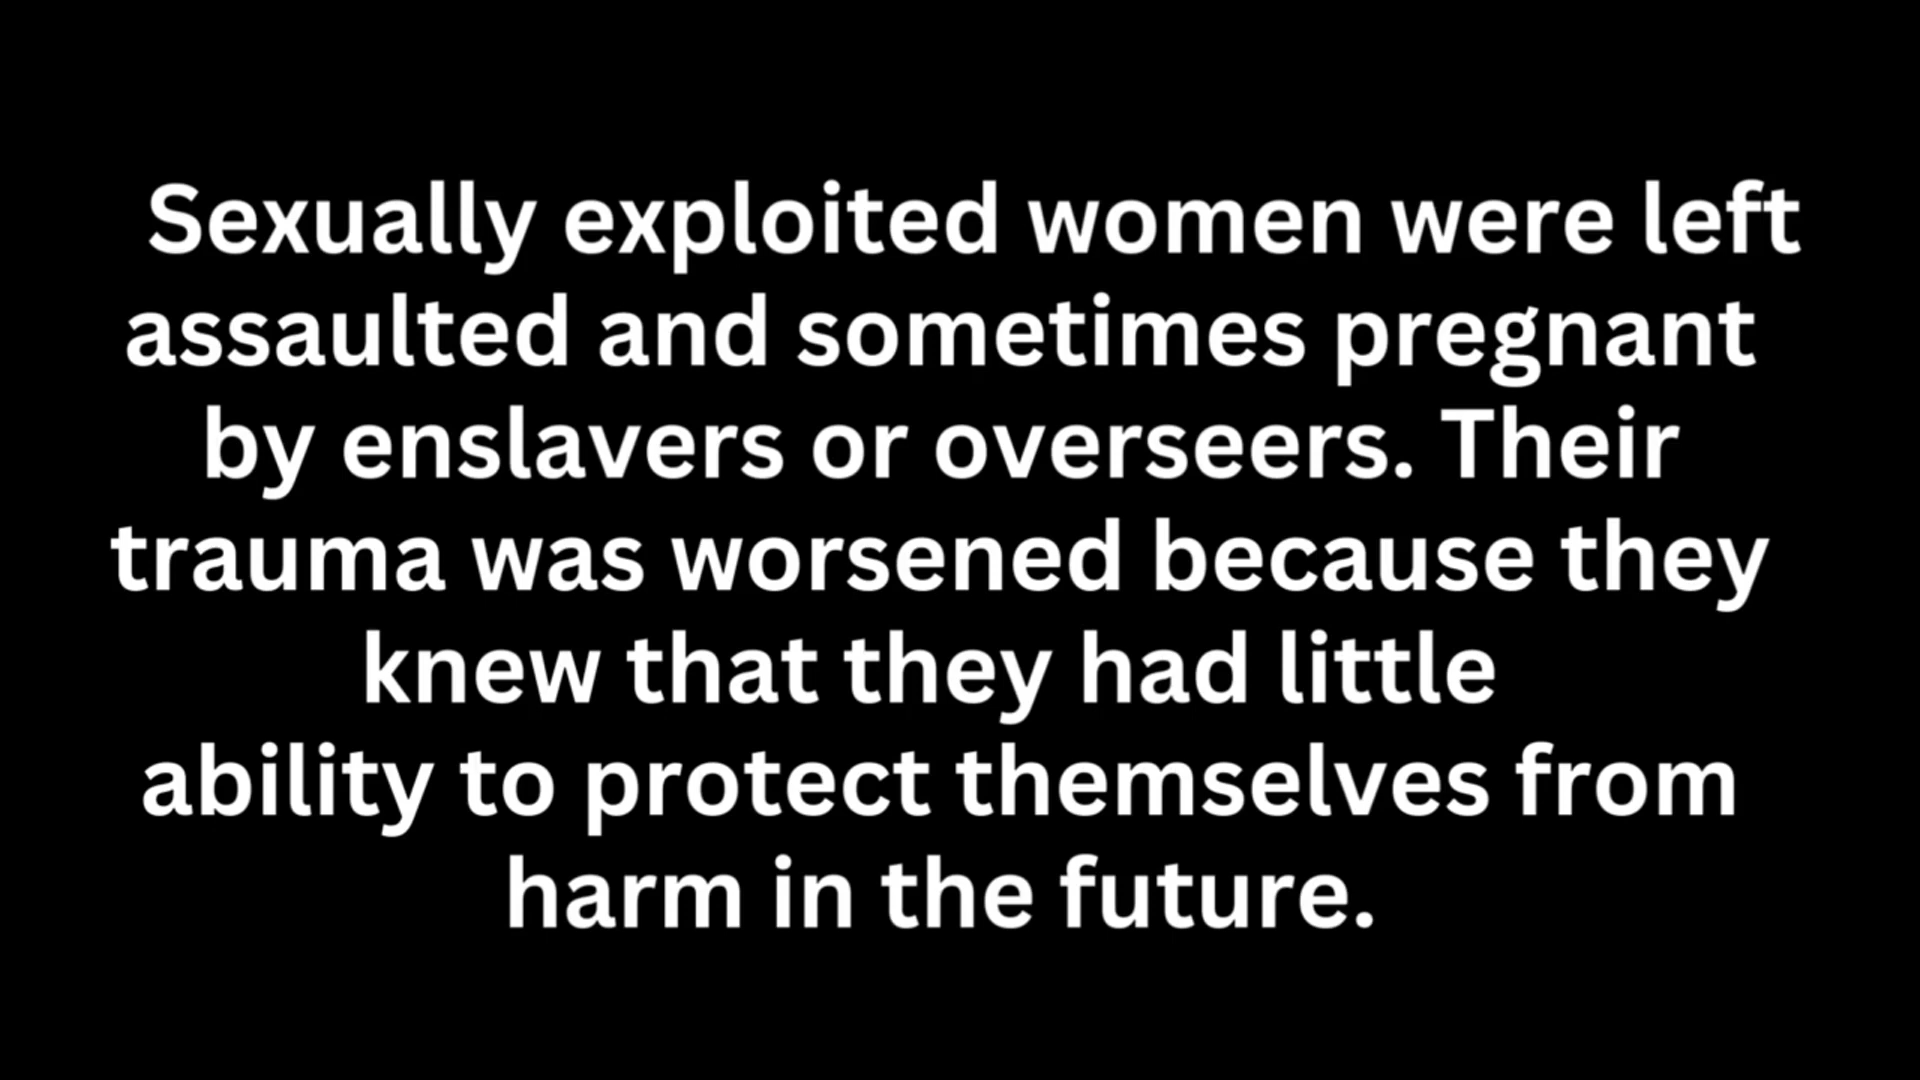 Sexually exploited women were left
assaulted and sometimes pregnant
by enslavers or overseers. Their
trauma was worsened because they
knew that they had little
ability to protect themselves from
harm in the future.